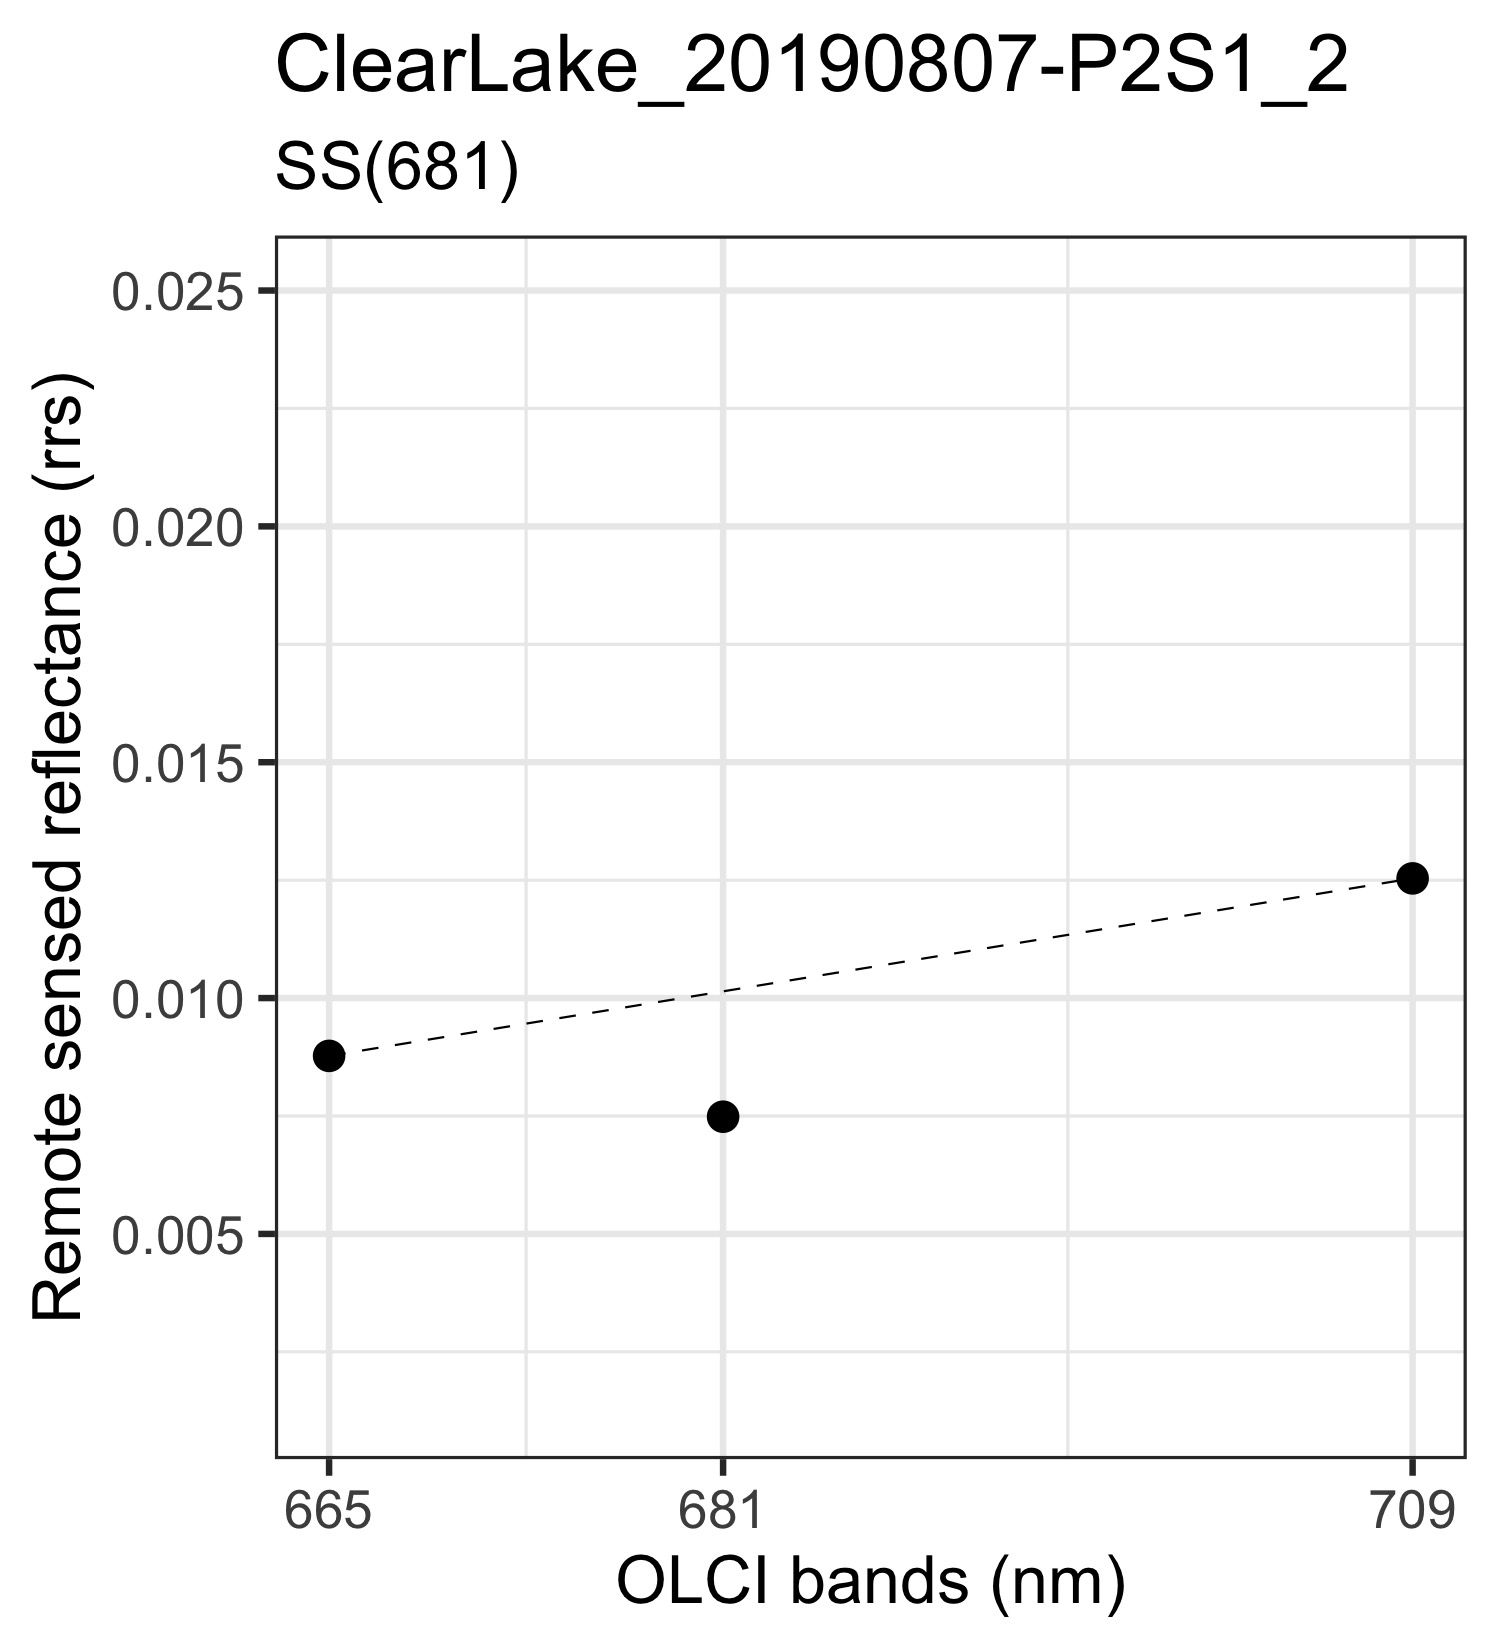 ClearLake_20190807-P2S1_2
SS(681)
Remote sensed reflectance (rrs)
0.025
0.020
0.015
0.010
0.005
665
681
709
OLCI bands (nm)